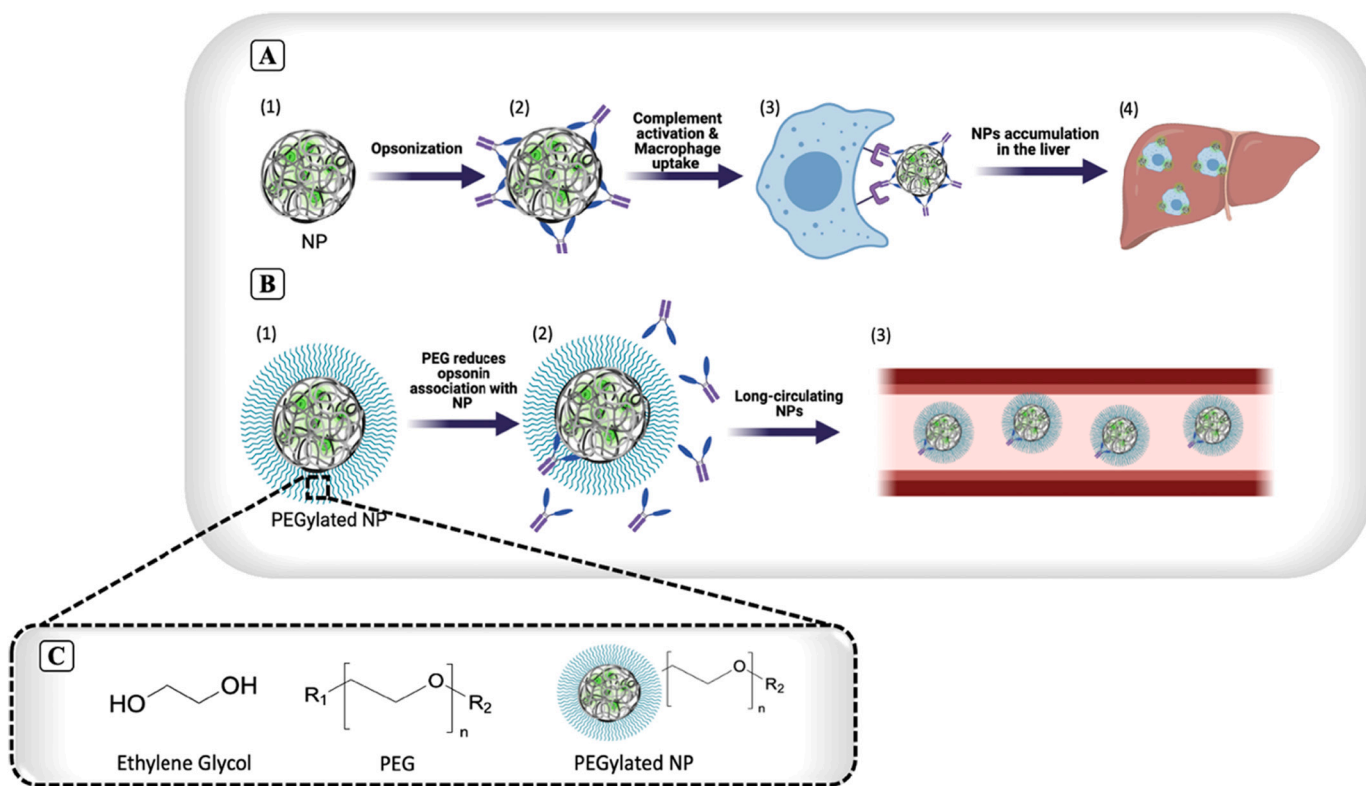 A
(1)
NP
Opsonization
(2)
Complement
activation &
Macrophage
uptake
(3)
NPs accumulation
in the liver
(4)
B
(1)
PEGylated NP
PEG reduces
opsonin
association with
NP
(2)
Long-circulating
NPs
(3)
C
HO
OH
Ethylene Glycol
R1
O
R2
n
PEG
O
R2
n
PEGylated NP